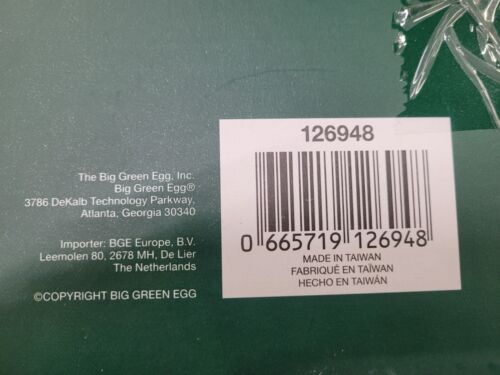 The Big Green Egg, Inc.
Big Green Egg®
3786 DeKalb Technology Parkway,
Atlanta, Georgia 30340
Importer: BGE Europe, B.V.
Leemolen 80, 2678 MH, De Lier
The Netherlands
©COPYRIGHT BIG GREEN EGG
126948
0 665719 126948
MADE IN TAIWAN
FABRIQUÉ EN TAÏWAN
HECHO EN TAIWÁN